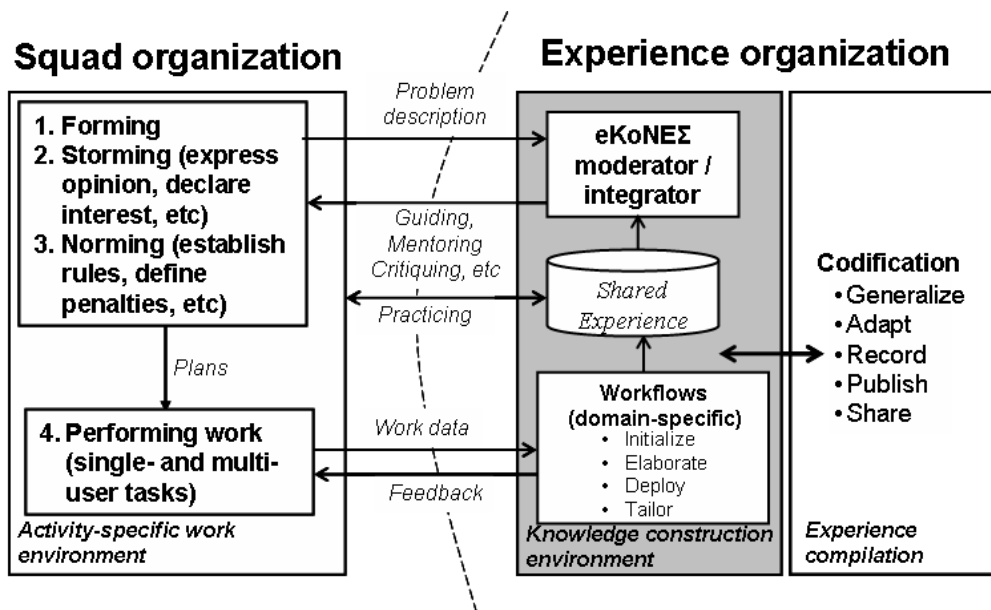 Squad organization
Experience organization
1. Forming
2. Storming (express
opinion, declare
interest, etc)
3. Norming (establish
rules, define
penalties, etc)
Plans
4. Performing work
(single- and multi-
user tasks)
Activity-specific work
environment
Problem
description
Guiding,
Mentoring
Critiquing, etc
Practicing
Work data
Feedback
eKoNEΣ
moderator /
integrator
Shared
Experience
Workflows
(domain-specific)
• Initialize
• Elaborate
• Deploy
• Tailor
Knowledge construction
environment
Codification
• Generalize
• Adapt
• Record
• Publish
• Share
Experience
compilation